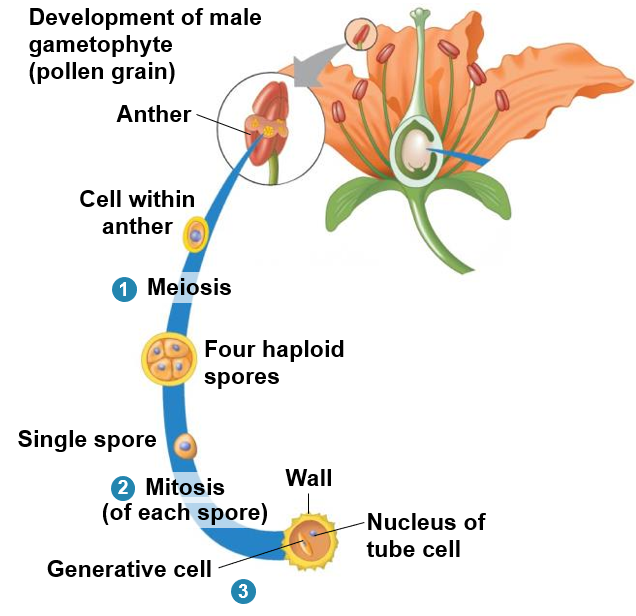 Development of male
gametophyte
(pollen grain)
Anther
Cell within
anther
1 Meiosis
Four haploid
spores
Single spore
2 Mitosis
(of each spore)
Wall
Nucleus of
tube cell
Generative cell
3